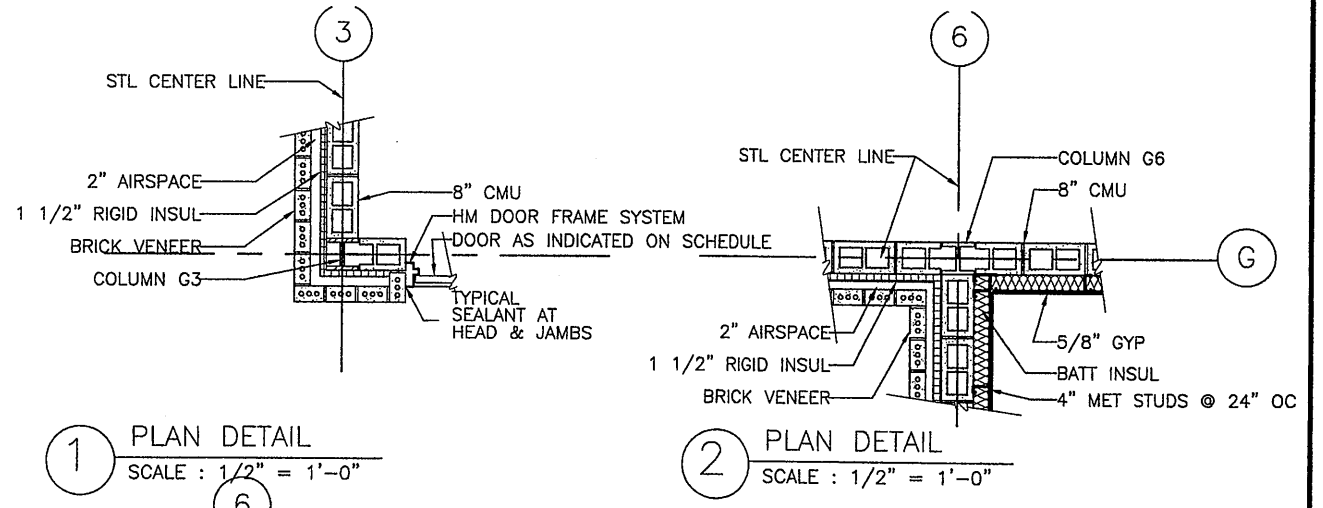 3
STL CENTER LINE
2" AIRSPACE
1 1/2" RIGID INSUL
BRICK VENEER
COLUMN G3
8" CMU
HM DOOR FRAME SYSTEM
DOOR AS INDICATED ON SCHEDULE
TYPICAL
SEALANT AT
HEAD & JAMBS
1
PLAN DETAIL
SCALE : 1/2" = 1'-0"
6
6
STL CENTER LINE
COLUMN G6
8" CMU
G
2" AIRSPACE
1 1/2" RIGID INSUL
BRICK VENEER
5/8" GYP
BATT INSUL
4" MET STUDS @ 24" OC
2
PLAN DETAIL
SCALE : 1/2" = 1'-0"